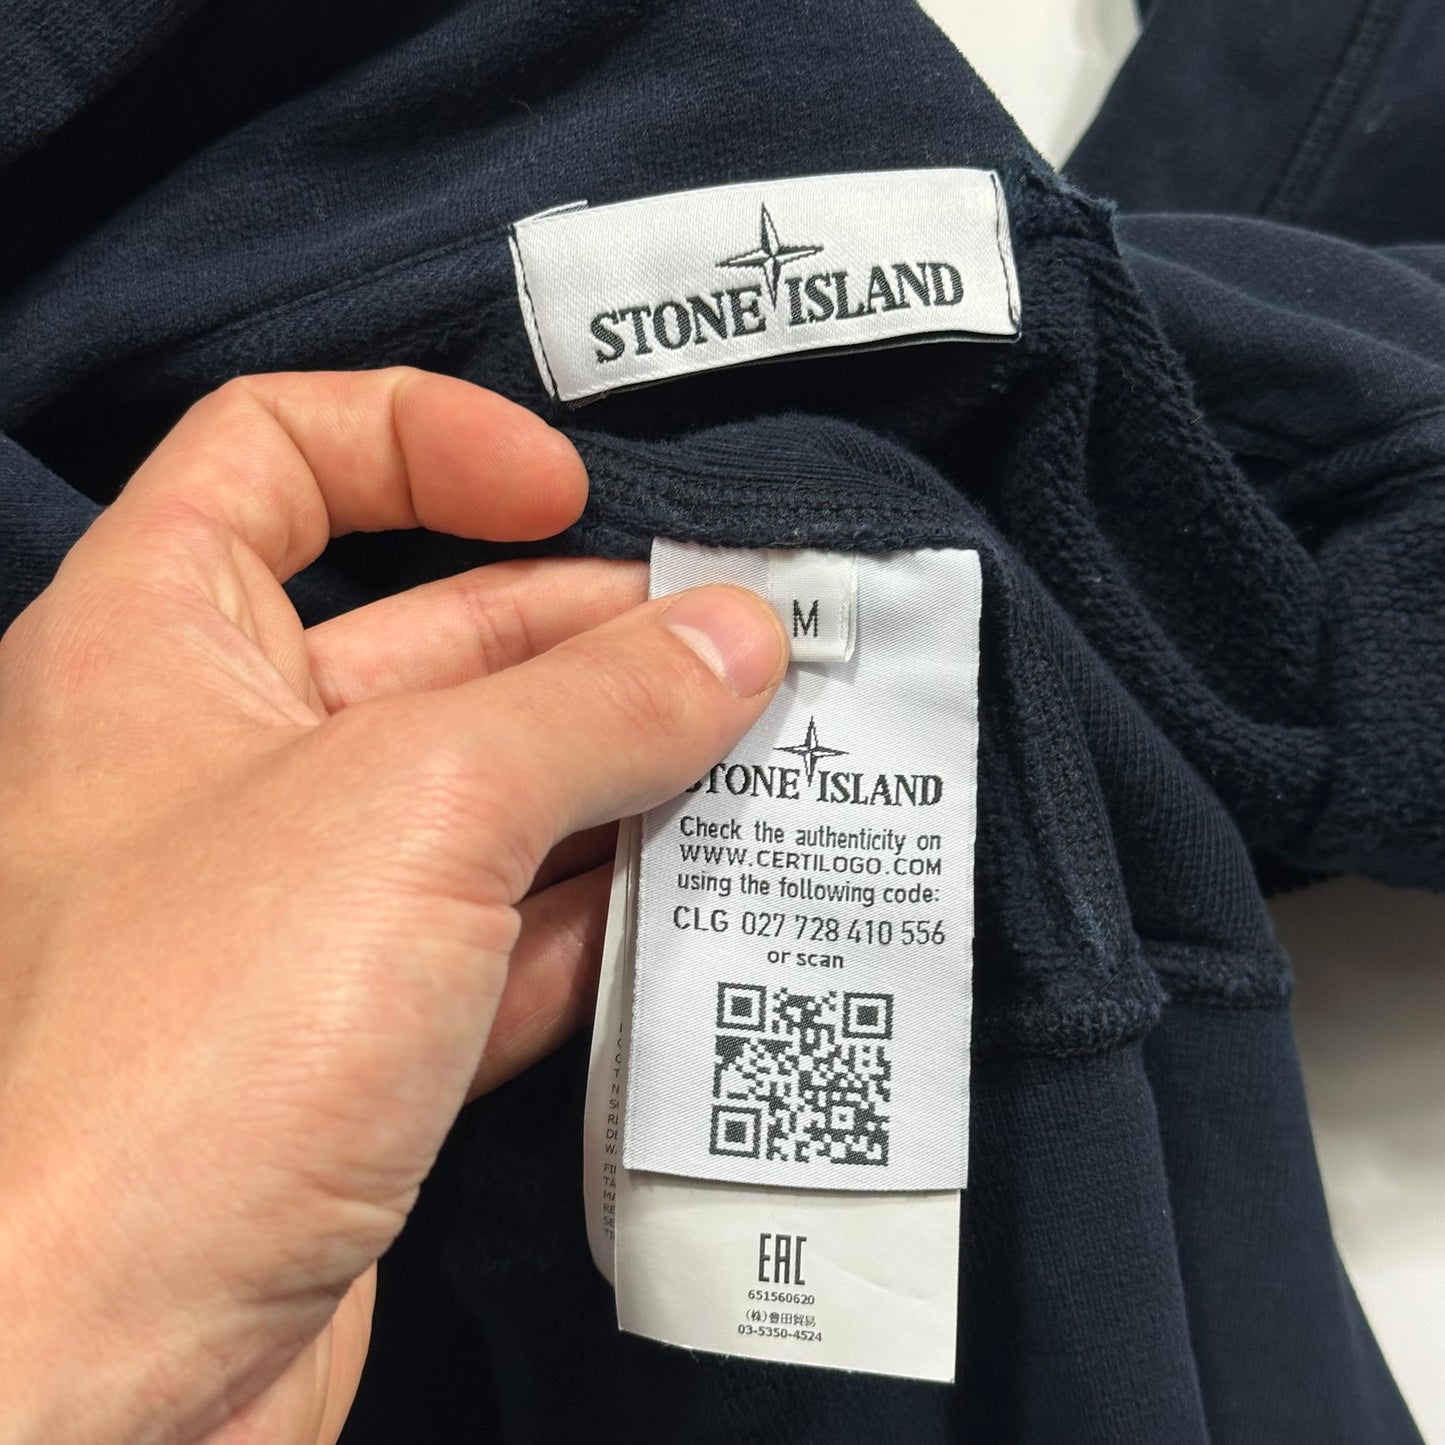 STONE ISLAND
M
STONE ISLAND
Check the authenticity on
WWW.CERTILOGO.COM
using the following code:
CLG 027 728 410 556
or scan
EAC
651560620
(株)豊田貿易
03-5350-4524